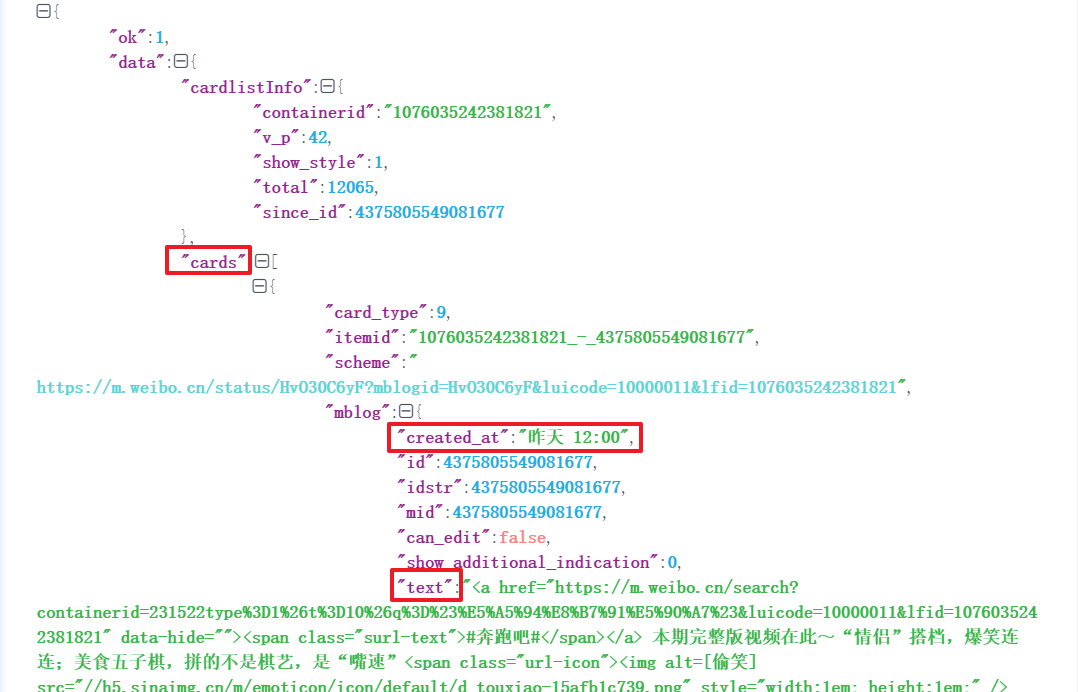 {
"ok":1,
"data":{
"cardlistInfo":{
"containerid":"1076035242381821",
"v_p":42,
"show_style":1,
"total":12065,
"since_id":4375805549081677
},
"cards"[
{
"card_type":9,
"itemid":"1076035242381821_-_4375805549081677",
"scheme":"
https://m.weibo.cn/status/HvO30C6yF?mblogid=HvO30C6yF&luicode=10000011&lfid=1076035242381821",
"mblog":{
"created_at":"昨天 12:00",
"id":4375805549081677,
"idstr":4375805549081677,
"mid":4375805549081677,
"can_edit":false,
"show_additional_indication":0,
"text":"<a href="https://m.weibo.cn/search?
containerid=231522type%3D1%26t%3D10%26q%3D%23%E5%A5%94%E8%B7%91%E5%90%A7%23&luicode=10000011&lfid=107603524
2381821" data-hide=""><span class="surl-text">#奔跑吧#</span></a> 本期完整版视频在此～“情侣”搭档，爆笑连
连；美食五子棋，拼的不是棋艺，是“嘴速”<span class="url-icon"><img alt=[偷笑]
src="//h5.sinaimg.cn/m/emoticon/icon/default/d_touxiao-15afb1c739.png" style="width:1em; height:1em;" />